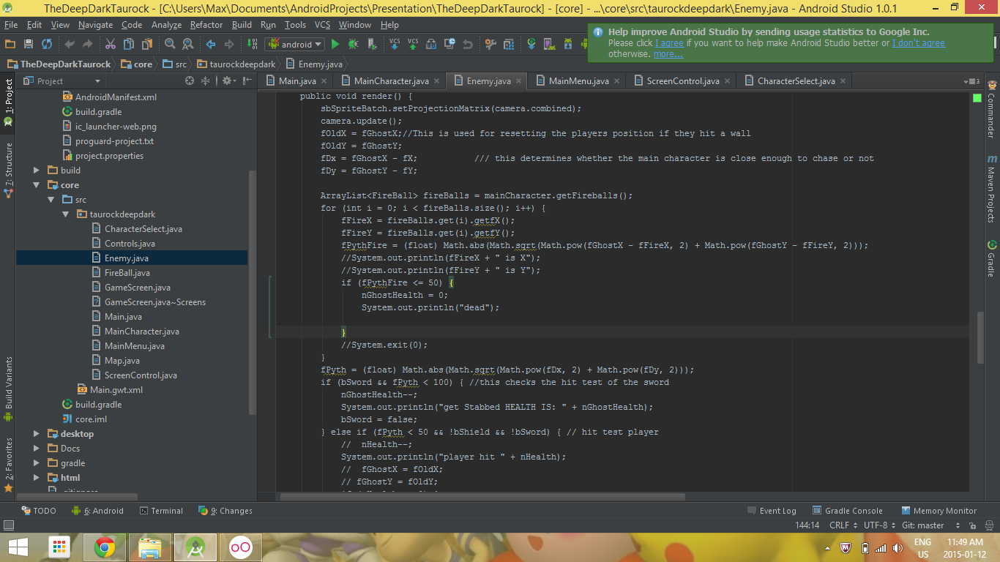 TheDeepDarkTaurock - [C:\Users\Max\Documents\AndroidProjects\Presentation\TheDeepDarkTaurock] - [core] - ...\core\src\taurockdeepdark\Enemy.java - Android Studio 1.0.1
File Edit View Navigate Code Analyze Refactor Build Run Tools VCS Window Help
Help improve Android Studio by sending usage statistics to Google Inc.
Please click I agree if you want to help make Android Studio better or I don't agree
otherwise. more...
android
VCS VCS
TheDeepDarkTaurock core src taurockdeepdark Enemy.java
Project
Main.java MainCharacter.java Enemy.java MainMenu.java ScreenControl.java CharacterSelect.java
1: Project
7: Structure
Build Variants
2: Favorites
AndroidManifest.xml
build.gradle
ic_launcher-web.png
proguard-project.txt
project.properties
build
core
src
taurockdeepdark
CharacterSelect.java
Controls.java
Enemy.java
FireBall.java
GameScreen.java
GameScreen.java~Screens
Main.java
MainCharacter.java
MainMenu.java
Map.java
ScreenControl.java
Main.gwt.xml
build.gradle
core.iml
desktop
Docs
gradle
html
.gitignore
public void render() {
sbSpriteBatch.setProjectionMatrix(camera.combined);
camera.update();
fOldX = fGhostX;//This is used for resetting the players position if they hit a wall
fOldY = fGhostY;
fDx = fGhostX - fX; /// this determines whether the main character is close enough to chase or not
fDy = fGhostY - fY;
ArrayList<FireBall> fireBalls = mainCharacter.getFireballs();
for (int i = 0; i < fireBalls.size(); i++) {
fFireX = fireBalls.get(i).getfX();
fFireY = fireBalls.get(i).getfY();
fPythFire = (float) Math.abs(Math.sqrt(Math.pow(fGhostX - fFireX, 2) + Math.pow(fGhostY - fFireY, 2)));
//System.out.println(fFireX + " is X");
//System.out.println(fFireY + " is Y");
if (fPythFire <= 50) {
nGhostHealth = 0;
System.out.println("dead");
}
//System.exit(0);
}
fPyth = (float) Math.abs(Math.sqrt(Math.pow(fDx, 2) + Math.pow(fDy, 2)));
if (bSword && fPyth < 100) { //this checks the hit test of the sword
nGhostHealth--;
System.out.println("get Stabbed HEALTH IS: " + nGhostHealth);
bSword = false;
} else if (fPyth < 50 && !bShield && !bSword) { // hit test player
// nHealth--;
System.out.println("player hit " + nHealth);
// fGhostX = fOldX;
// fGhostY = fOldY;
Commander
m
Maven Projects
Gradle
TODO 6: Android Terminal 9: Changes Event Log Gradle Console Memory Monitor
144:14 CRLF UTF-8 Git: master
ENG
US
11:49 AM
2015-01-12